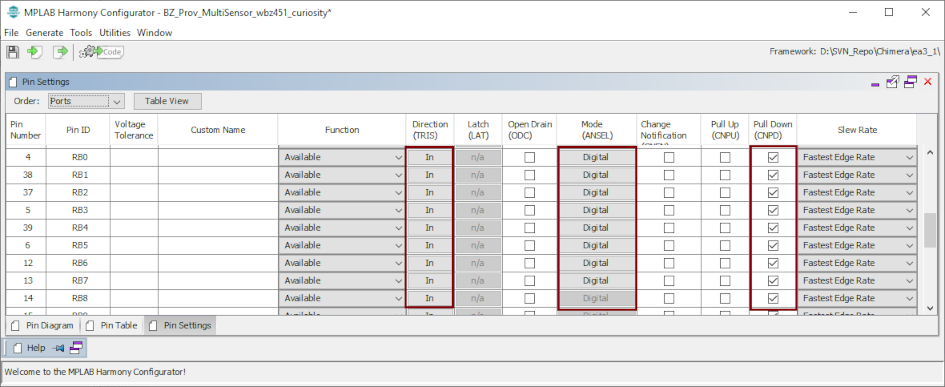 MPLAB Harmony Configurator - BZ_Prov_MultiSensor_wbz451_curiosity*
File Generate Tools Utilities Window
Code
Framework: D:\SVN_Repo\Chimera\ea3_1\
Pin Settings
Order: Ports Table View
Pin Number Pin ID Voltage Tolerance Custom Name Function Direction (TRIS) Latch (LAT) Open Drain (ODC) Mode (ANSEL) Change Notification Pull Up (CNPU) Pull Down (CNPD) Slew Rate
4 RB0 Available In n/a Digital Fastest Edge Rate
38 RB1 Available In n/a Digital Fastest Edge Rate
37 RB2 Available In n/a Digital Fastest Edge Rate
5 RB3 Available In n/a Digital Fastest Edge Rate
39 RB4 Available In n/a Digital Fastest Edge Rate
6 RB5 Available In n/a Digital Fastest Edge Rate
12 RB6 Available In n/a Digital Fastest Edge Rate
13 RB7 Available In n/a Digital Fastest Edge Rate
14 RB8 Available In n/a Digital Fastest Edge Rate
Pin Diagram Pin Table Pin Settings
Help
Welcome to the MPLAB Harmony Configurator!